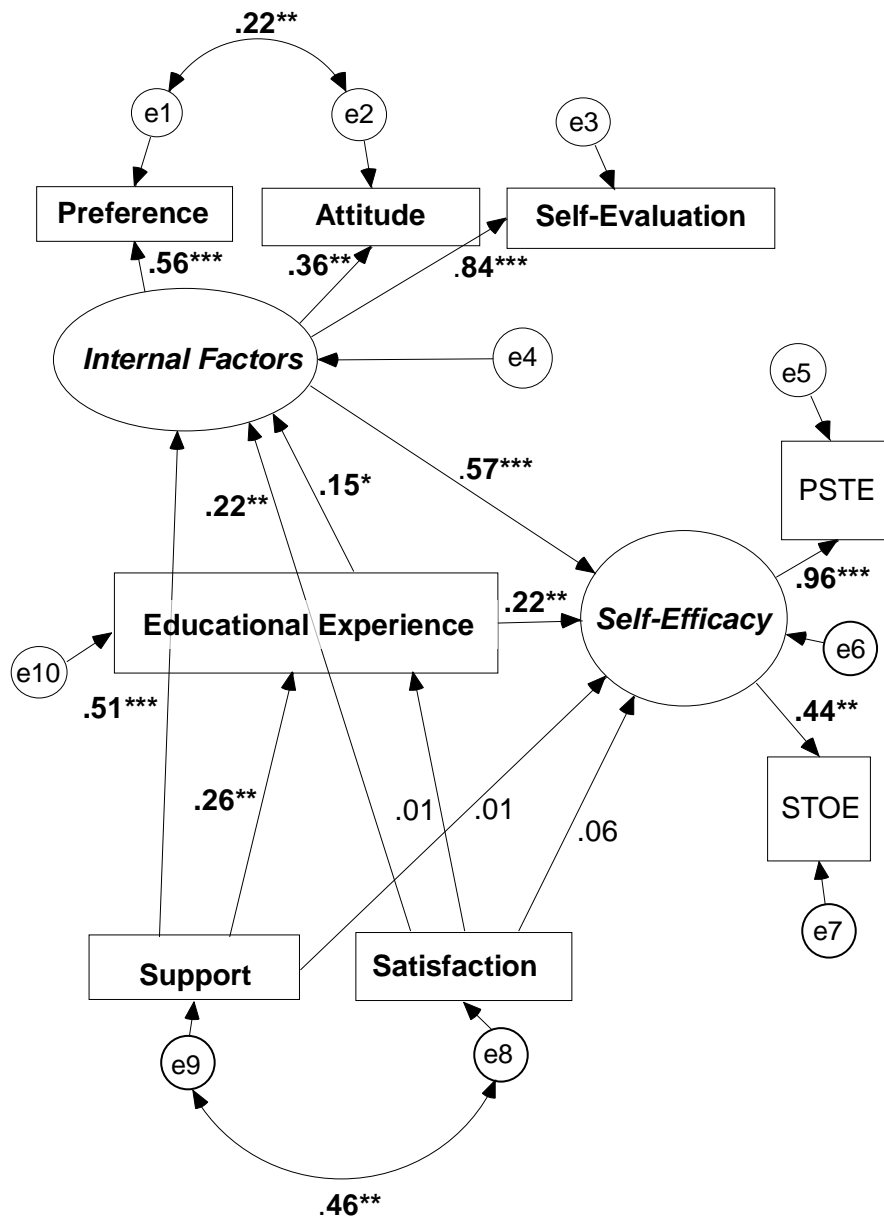 .22**
e1
e2
e3
Preference
Attitude
Self-Evaluation
.56***
.36**
.84***
Internal Factors
e4
e5
.57***
PSTE
.22**
.15*
.96***
.22**
Educational Experience
Self-Efficacy
e6
e10
.51***
.44**
.26**
.01
.01
.06
STOE
e7
Support
Satisfaction
e9
e8
.46**